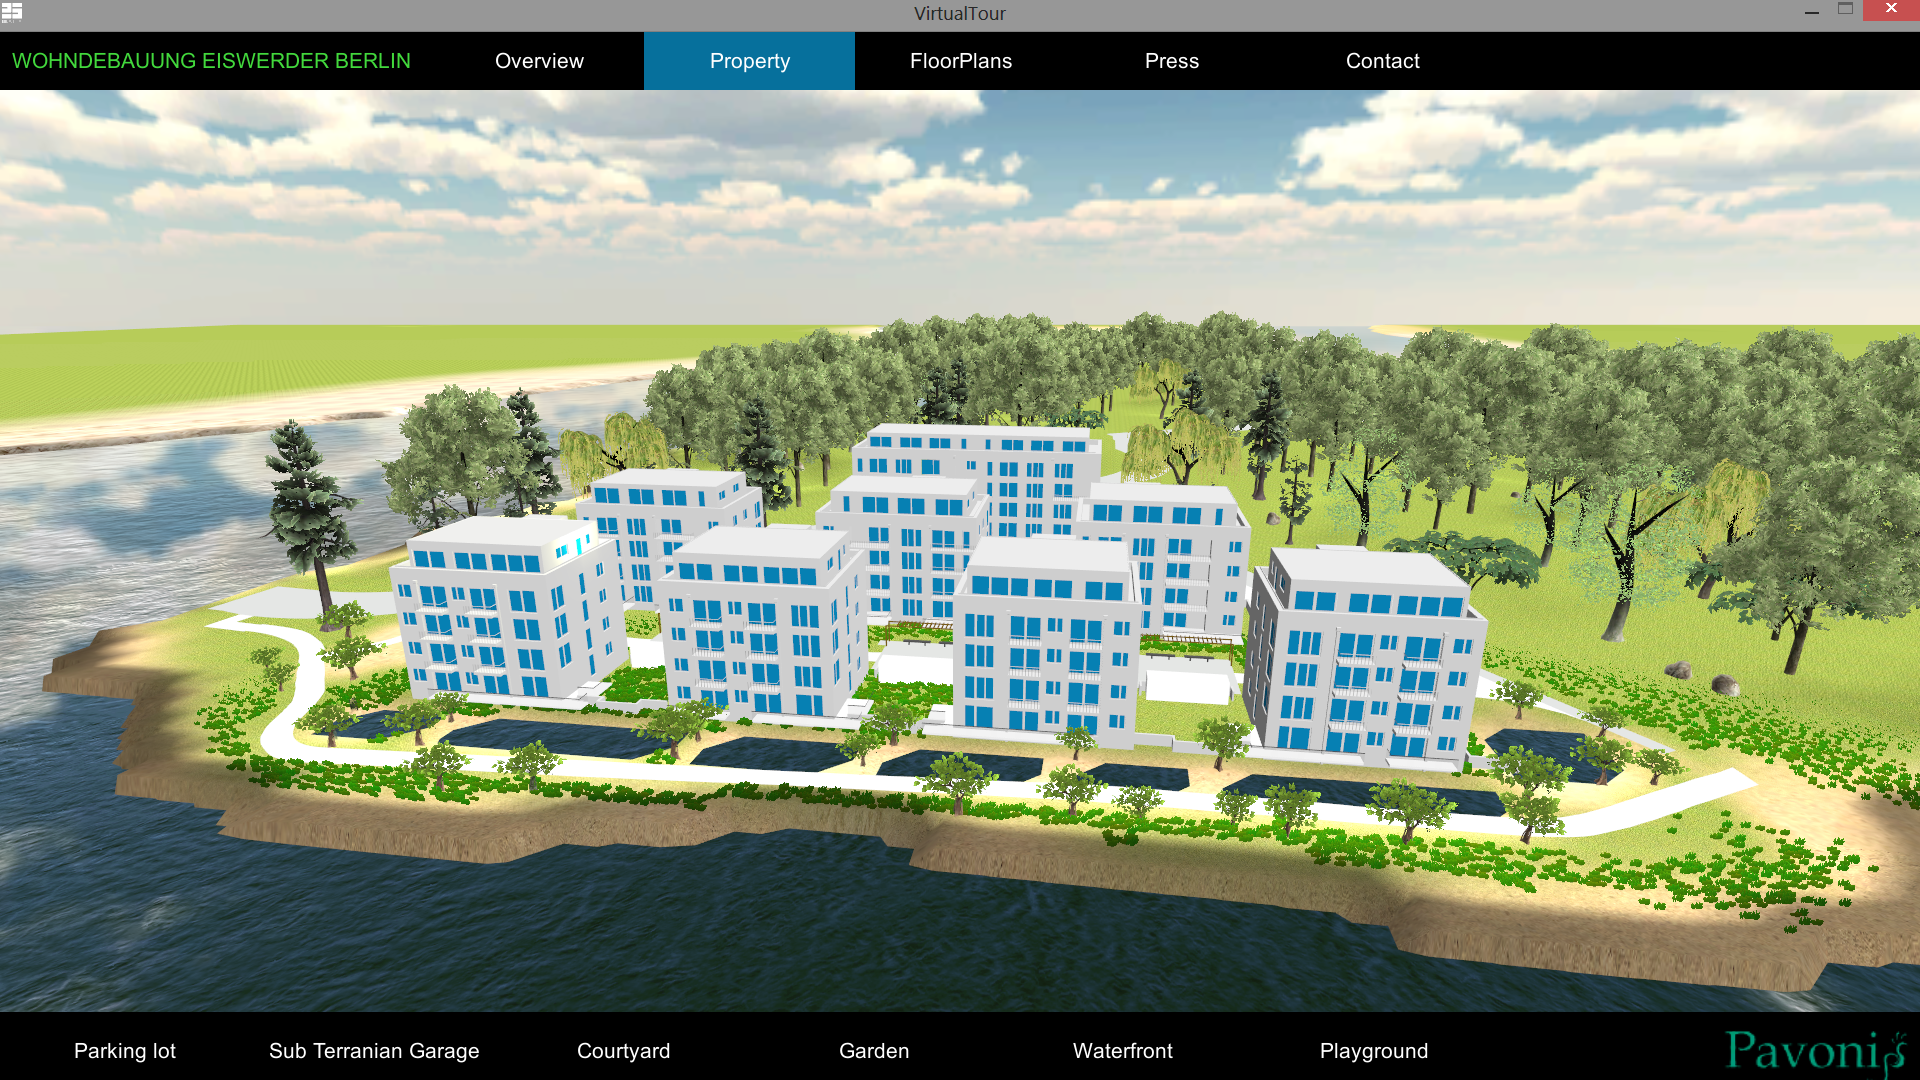 VirtualTour
WOHNDEBAUUNG EISWERDER BERLIN
Overview
Property
FloorPlans
Press
Contact
Parking lot
Sub Terranian Garage
Courtyard
Garden
Waterfront
Playground
Pavonis